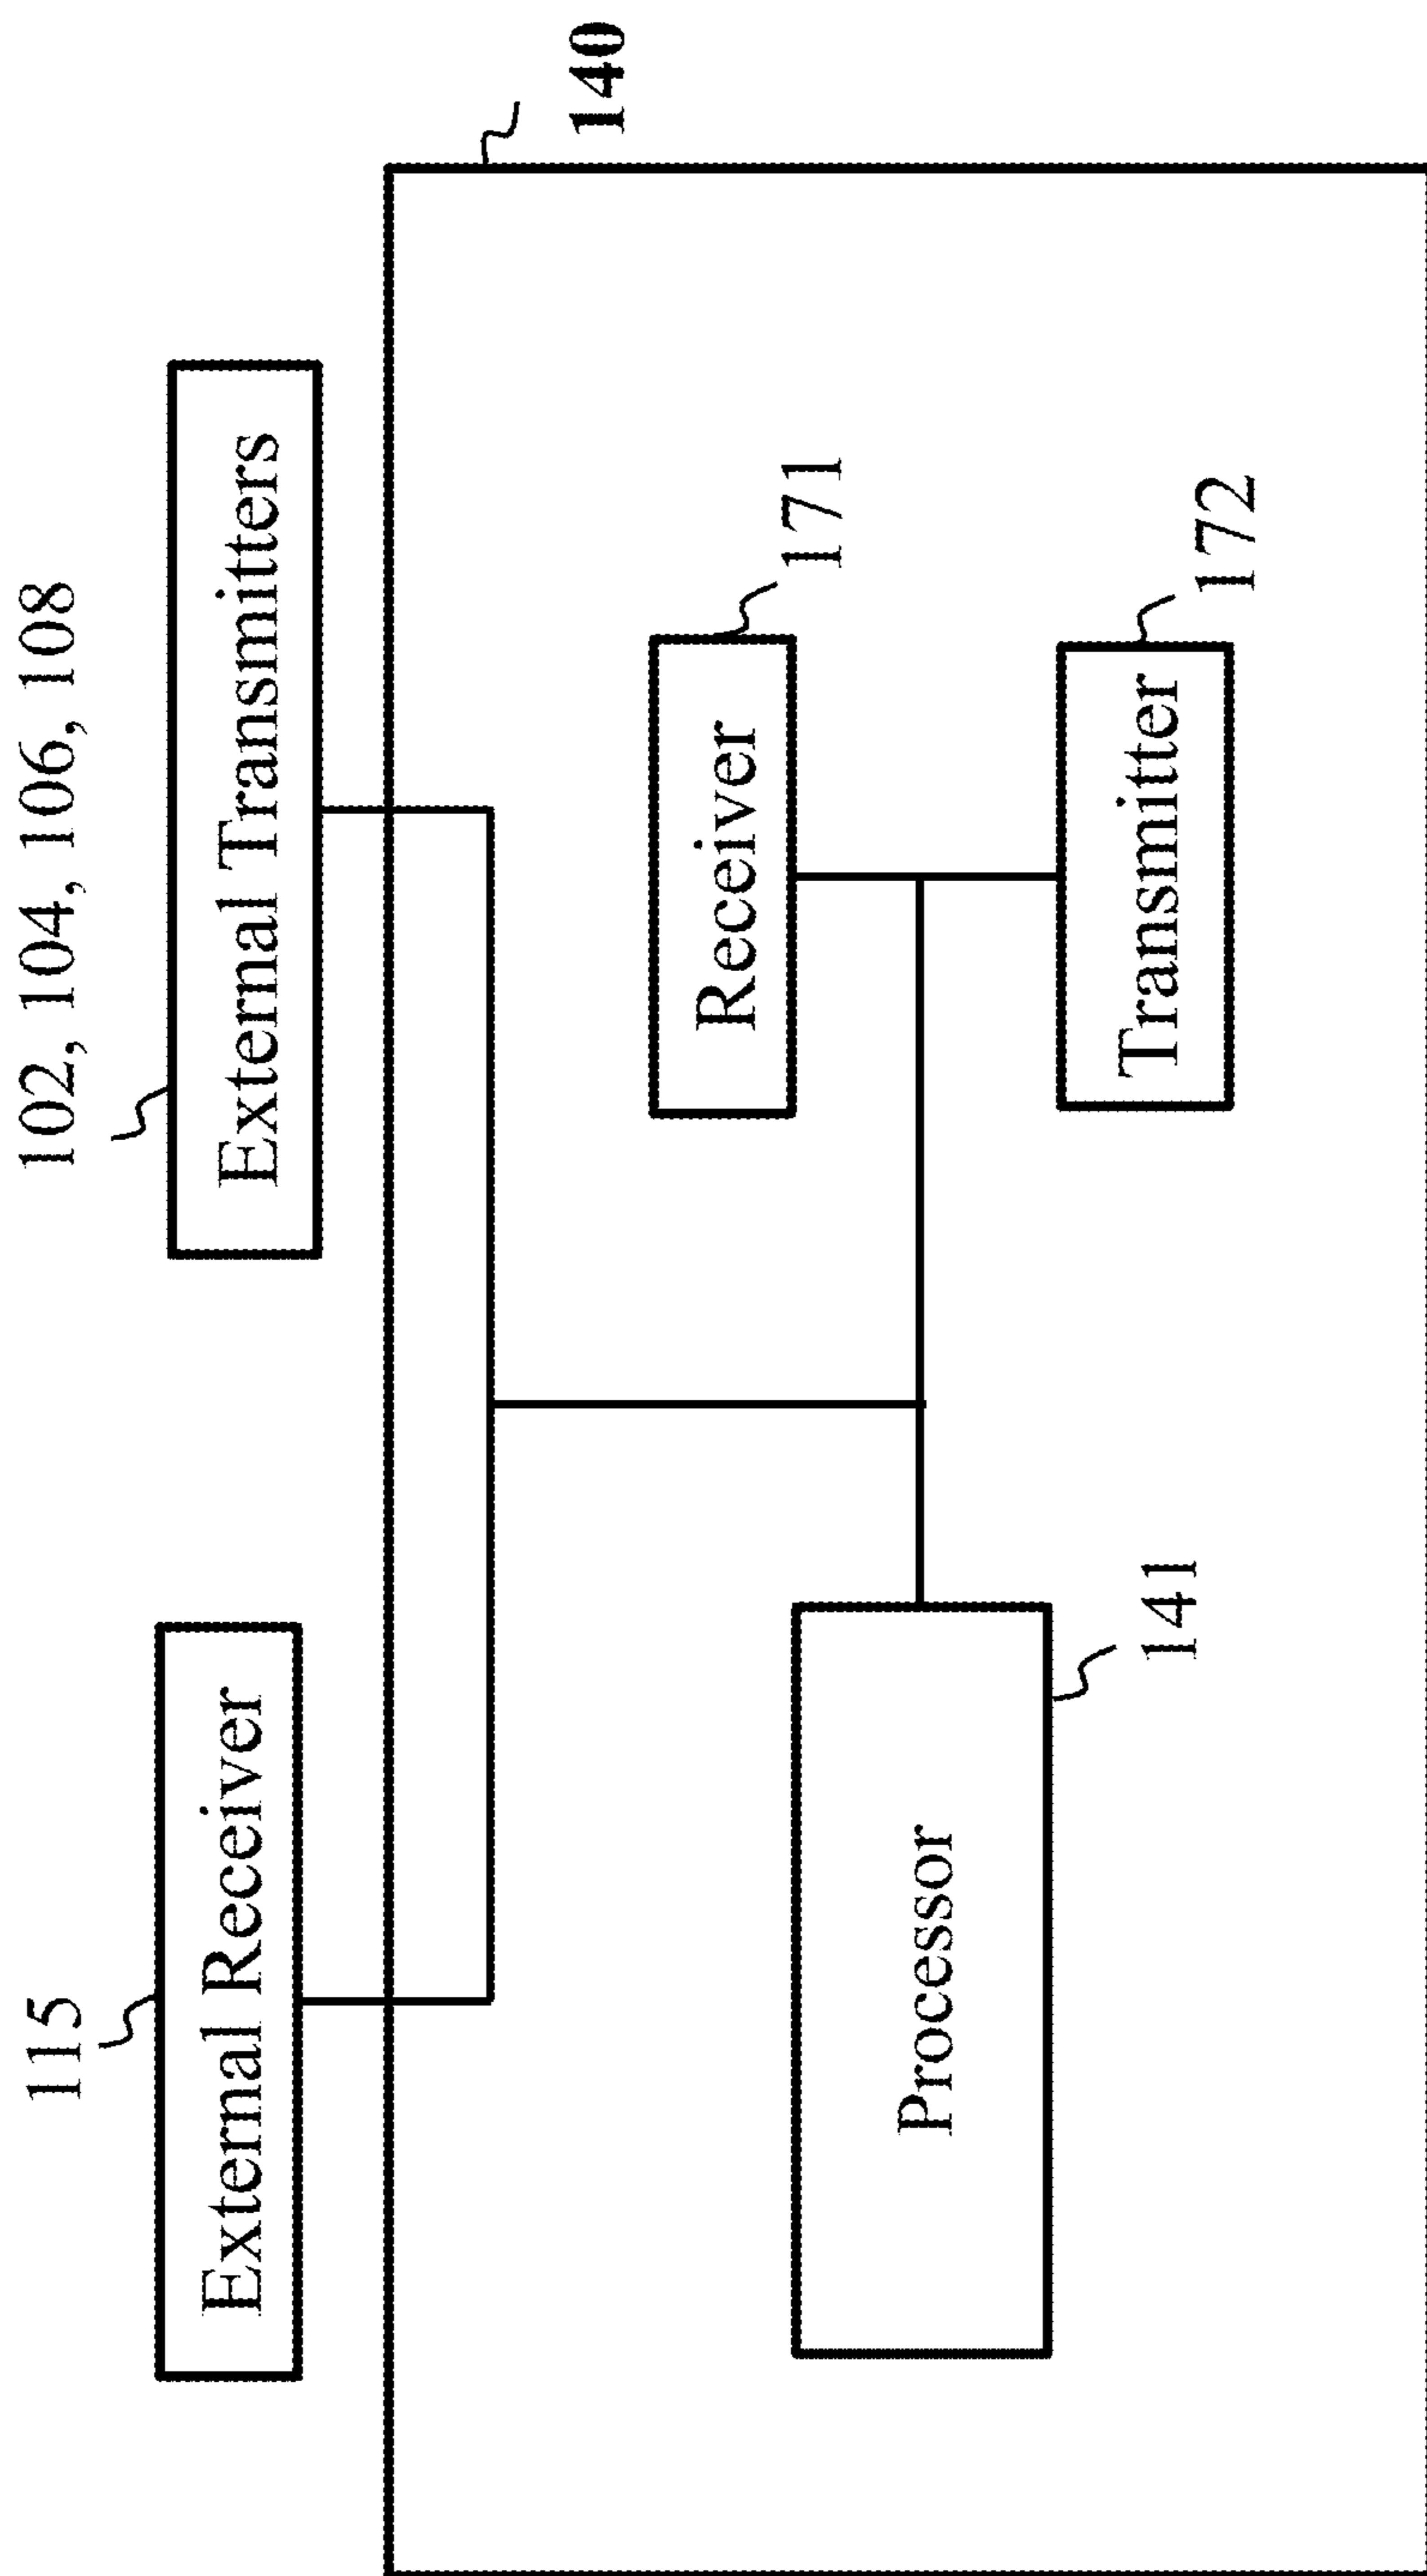 115
102, 104, 106, 108
External Receiver
External Transmitters
140
Receiver
171
Processor
141
Transmitter
172